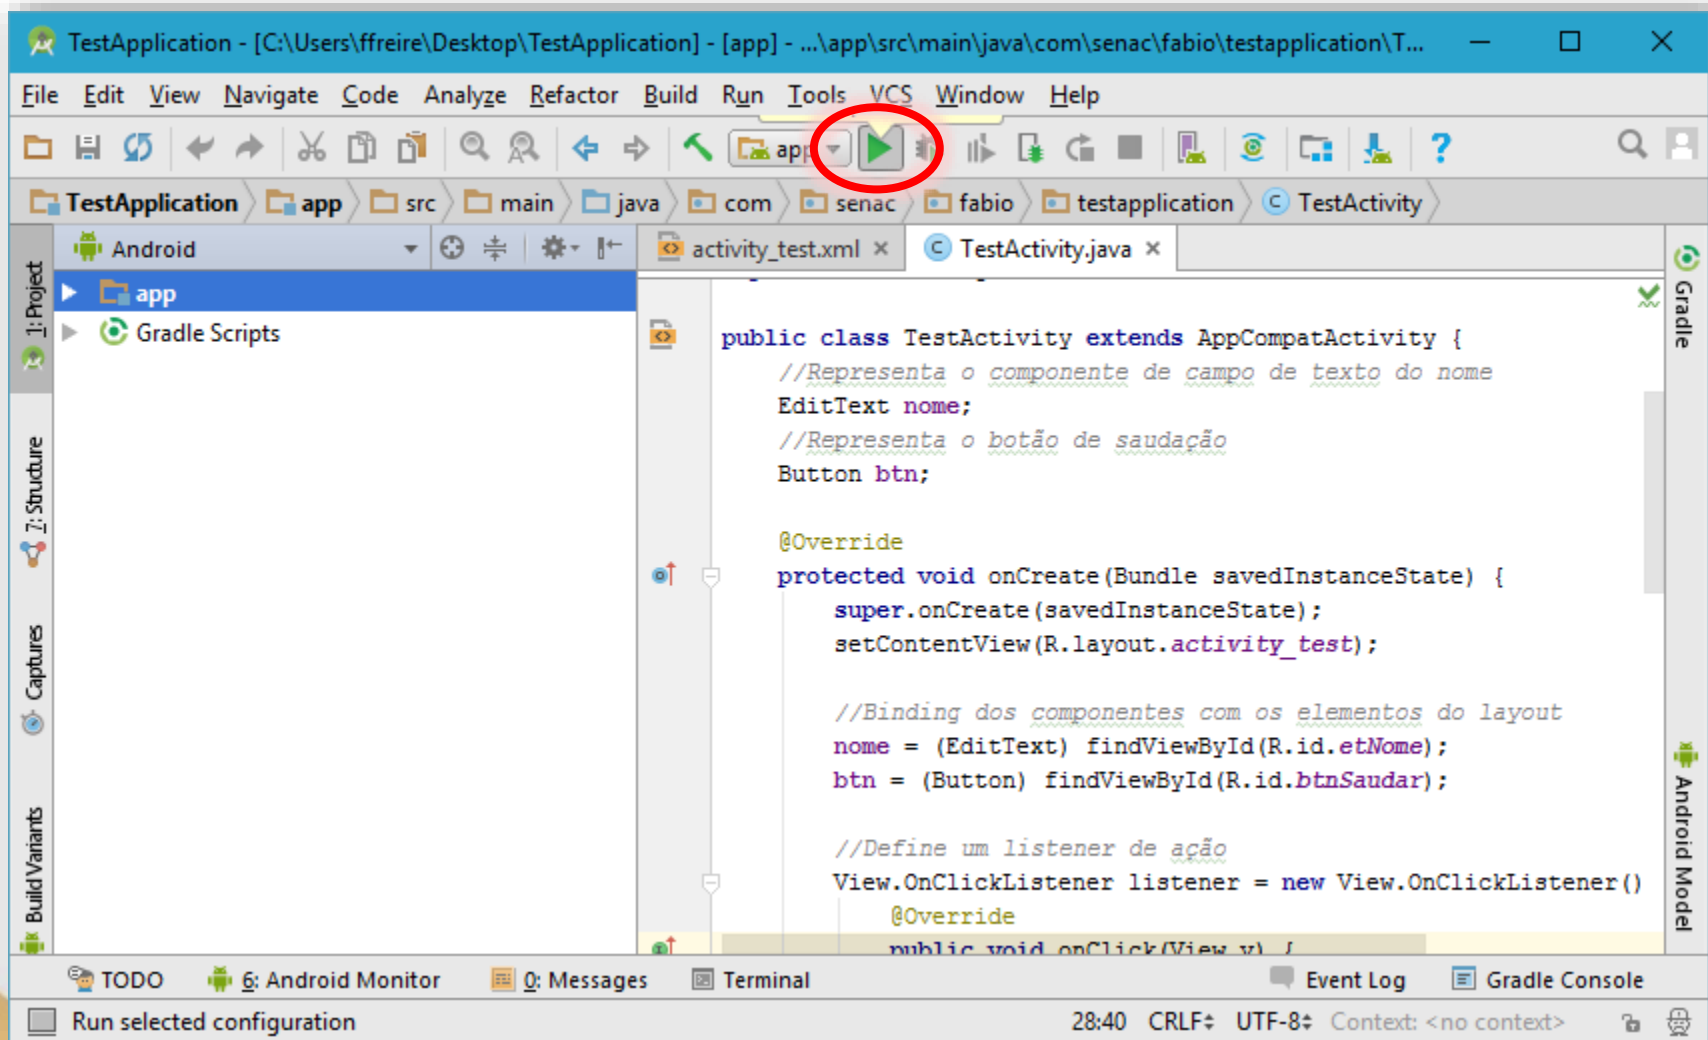 TestApplication - [C:\Users\ffreire\Desktop\TestApplication] - [app] - ...\app\src\main\java\com\senac\fabio\testapplication\T...
File Edit View Navigate Code Analyze Refactor Build Run Tools VCS Window Help
app
?
TestApplication app src main java com senac fabio testapplication C TestActivity
Android
activity_test.xml
C TestActivity.java
1: Project
7: Structure
Captures
Build Variants
app
Gradle Scripts
public class TestActivity extends AppCompatActivity {
//Representa o componente de campo de texto do nome
EditText nome;
//Representa o botão de saudação
Button btn;
@Override
protected void onCreate(Bundle savedInstanceState) {
super.onCreate(savedInstanceState);
setContentView(R.layout.activity_test);
//Binding dos componentes com os elementos do layout
nome = (EditText) findViewById(R.id.etNome);
btn = (Button) findViewById(R.id.btnSaudar);
//Define um listener de ação
View.OnClickListener listener = new View.OnClickListener()
@Override
public void onClick(View v) {
Gradle
Android Model
TODO 6: Android Monitor 0: Messages Terminal Event Log Gradle Console
Run selected configuration 28:40 CRLF UTF-8 Context: <no context>